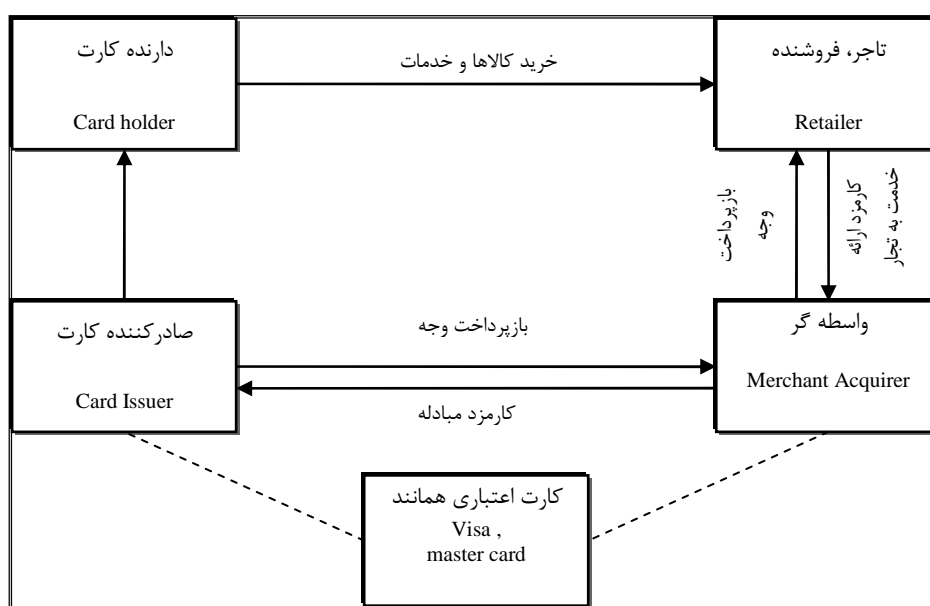 دارنده کارت
Card holder
خرید کالاها و خدمات
تاجر، فروشنده
Retailer
بازپرداخت
وجه
کارمزد ارائه
خدمت به تجار
صادرکننده کارت
Card Issuer
بازپرداخت وجه
کارمزد مبادله
واسطه گر
Merchant Acquirer
کارت اعتباری همانند
Visa ,
master card